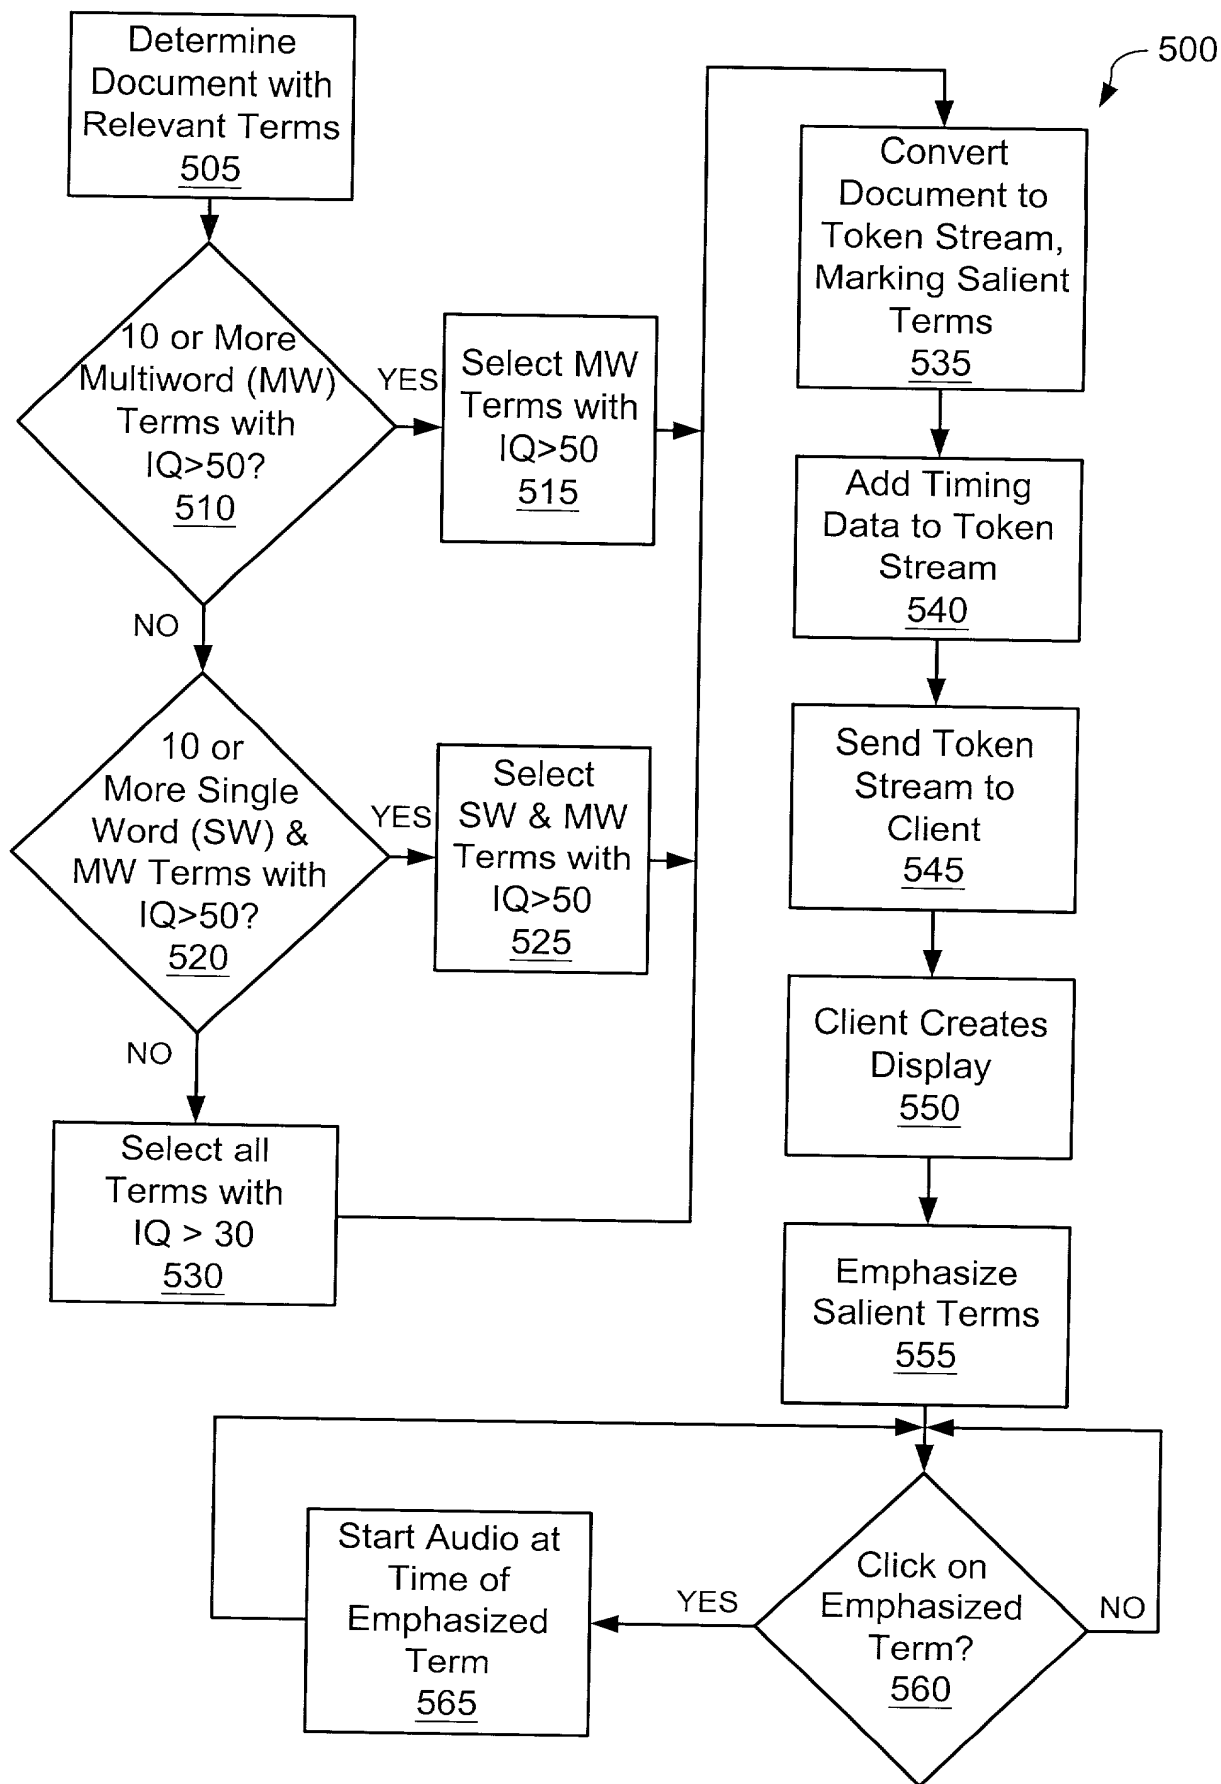 Determine
Document with
Relevant Terms
505
10 or More
Multiword (MW)
Terms with
IQ>50?
510
YES
Select MW
Terms with
IQ>50
515
NO
10 or
More Single
Word (SW) &
MW Terms with
IQ>50?
520
YES
Select
SW & MW
Terms with
IQ>50
525
NO
Select all
Terms with
IQ > 30
530
500
Convert
Document to
Token Stream,
Marking Salient
Terms
535
Add Timing
Data to Token
Stream
540
Send Token
Stream to
Client
545
Client Creates
Display
550
Emphasize
Salient Terms
555
Click on
Emphasized
Term?
560
NO
YES
Start Audio at
Time of
Emphasized
Term
565